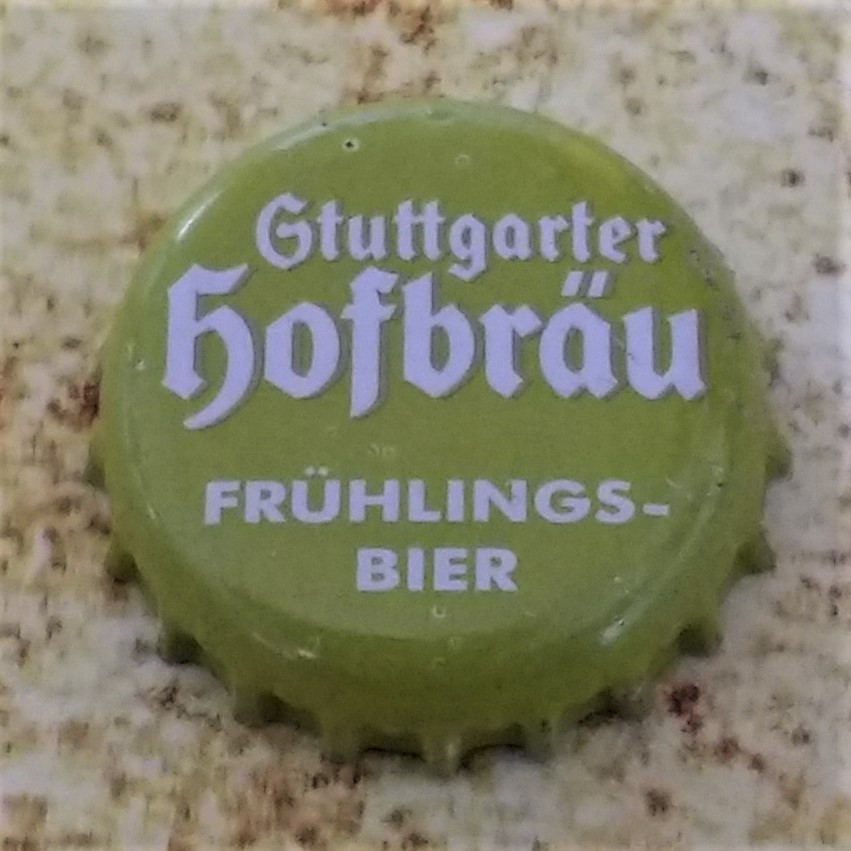 Stuttgarter
Hofbräu
FRÜHLINGS-
BIER